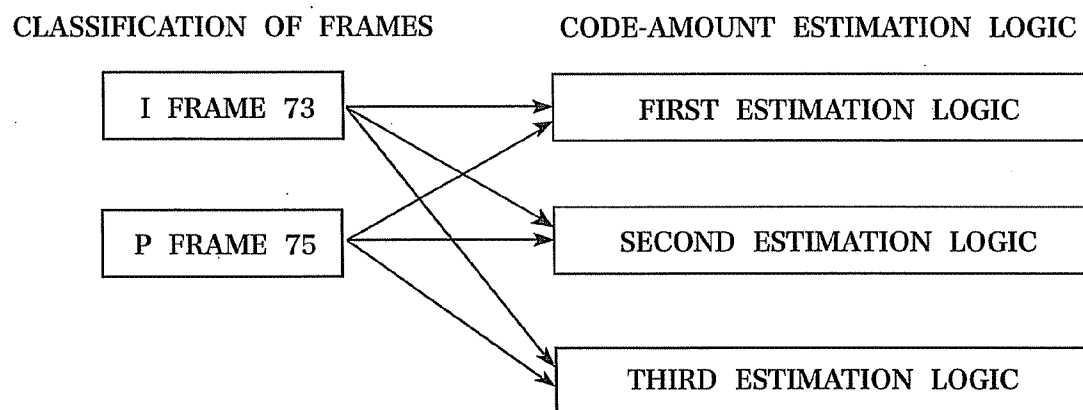 CLASSIFICATION OF FRAMES
CODE-AMOUNT ESTIMATION LOGIC
I FRAME 73
FIRST ESTIMATION LOGIC
P FRAME 75
SECOND ESTIMATION LOGIC
THIRD ESTIMATION LOGIC